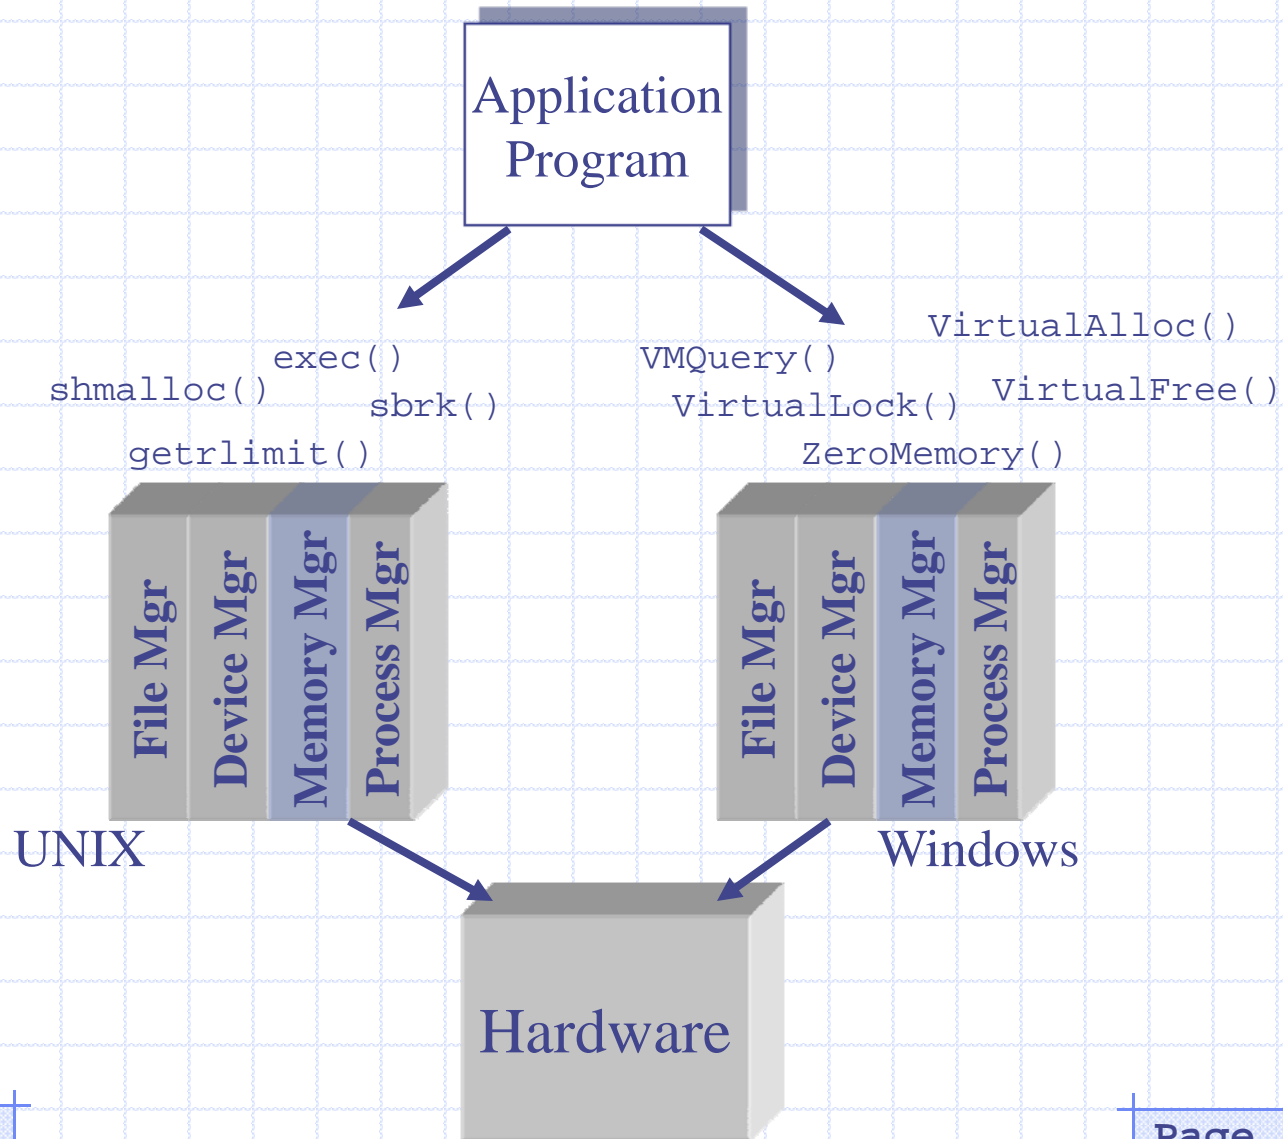 Application
Program
VirtualAlloc()
exec()
VMQuery()
shmalloc()
VirtualFree()
sbrk()
VirtualLock()
getrlimit()
ZeroMemory()
File Mgr
Device Mgr
Memory Mgr
Process Mgr
File Mgr
Device Mgr
Memory Mgr
Process Mgr
UNIX
Windows
Hardware
Page